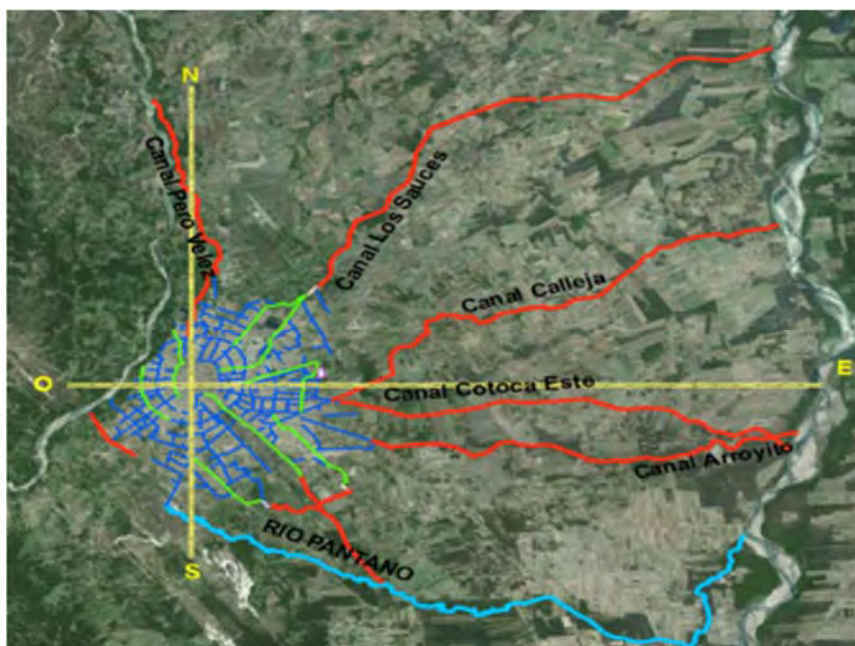 N
Canal Pero Velez
Canal Los Sauces
Canal Calleja
O
E
Canal Cotoca Este
Canal Arroyito
RIO PANTANO
S